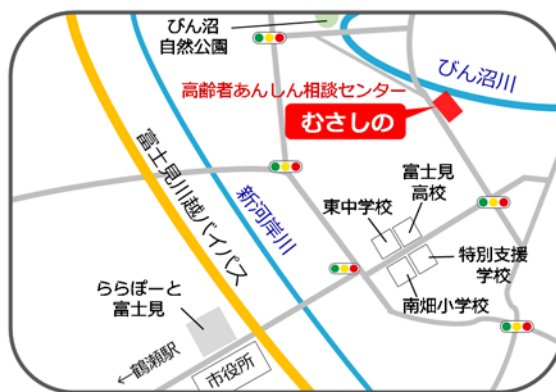 びん沼
自然公園
びん沼川
高齢者あんしん相談センター
むさしの
富士見川越バイパス
新河岸川
富士見
高校
東中学校
特別支援
学校
南畑小学校
ららぽーと
富士見
市役所
←鶴瀬駅